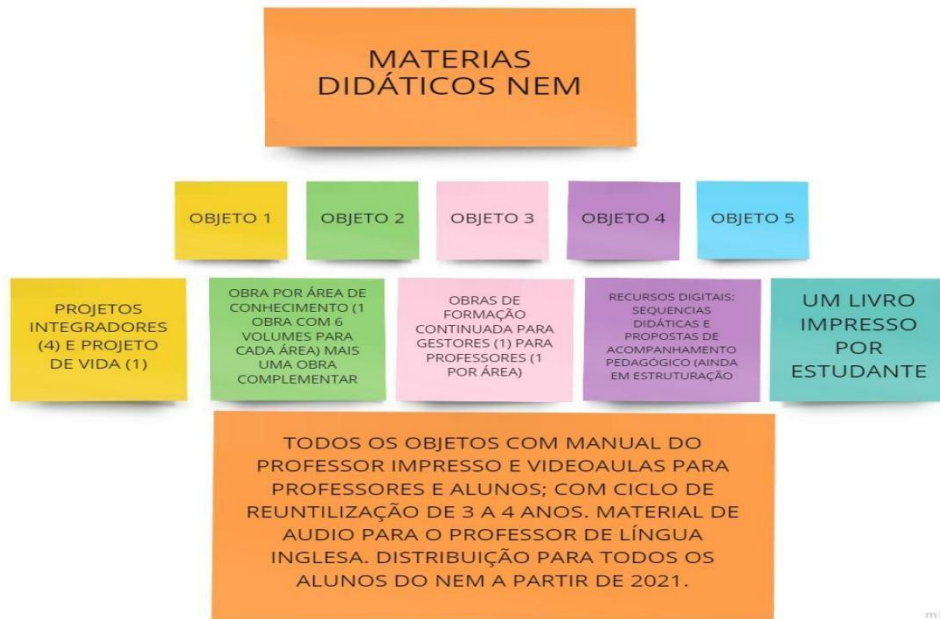 MATERIAS
DIDÁTICOS NEM
OBJETO 1
OBJETO 2
OBJETO 3
OBJETO 4
OBJETO 5
PROJETOS
INTEGRADORES
(4) E PROJETO
DE VIDA (1)
OBRA POR ÁREA DE
CONHECIMENTO (1
OBRA COM 6
VOLUMES PARA
CADA ÁREA) MAIS
UMA OBRA
COMPLEMENTAR
OBRAS DE
FORMAÇÃO
CONTINUADA PARA
GESTORES (1) PARA
PROFESSORES (1
POR ÁREA)
RECURSOS DIGITAIS:
SEQUENCIAS
DIDÁTICAS E
PROPOSTAS DE
ACOMPANHAMENTO
PEDAGÓGICO (AINDA
EM ESTRUTURAÇÃO
UM LIVRO
IMPRESSO
POR
ESTUDANTE
TODOS OS OBJETOS COM MANUAL DO
PROFESSOR IMPRESSO E VIDEOAULAS PARA
PROFESSORES E ALUNOS; COM CICLO DE
REUNTILIZAÇÃO DE 3 A 4 ANOS. MATERIAL DE
AUDIO PARA O PROFESSOR DE LÍNGUA
INGLESA. DISTRIBUIÇÃO PARA TODOS OS
ALUNOS DO NEM A PARTIR DE 2021.